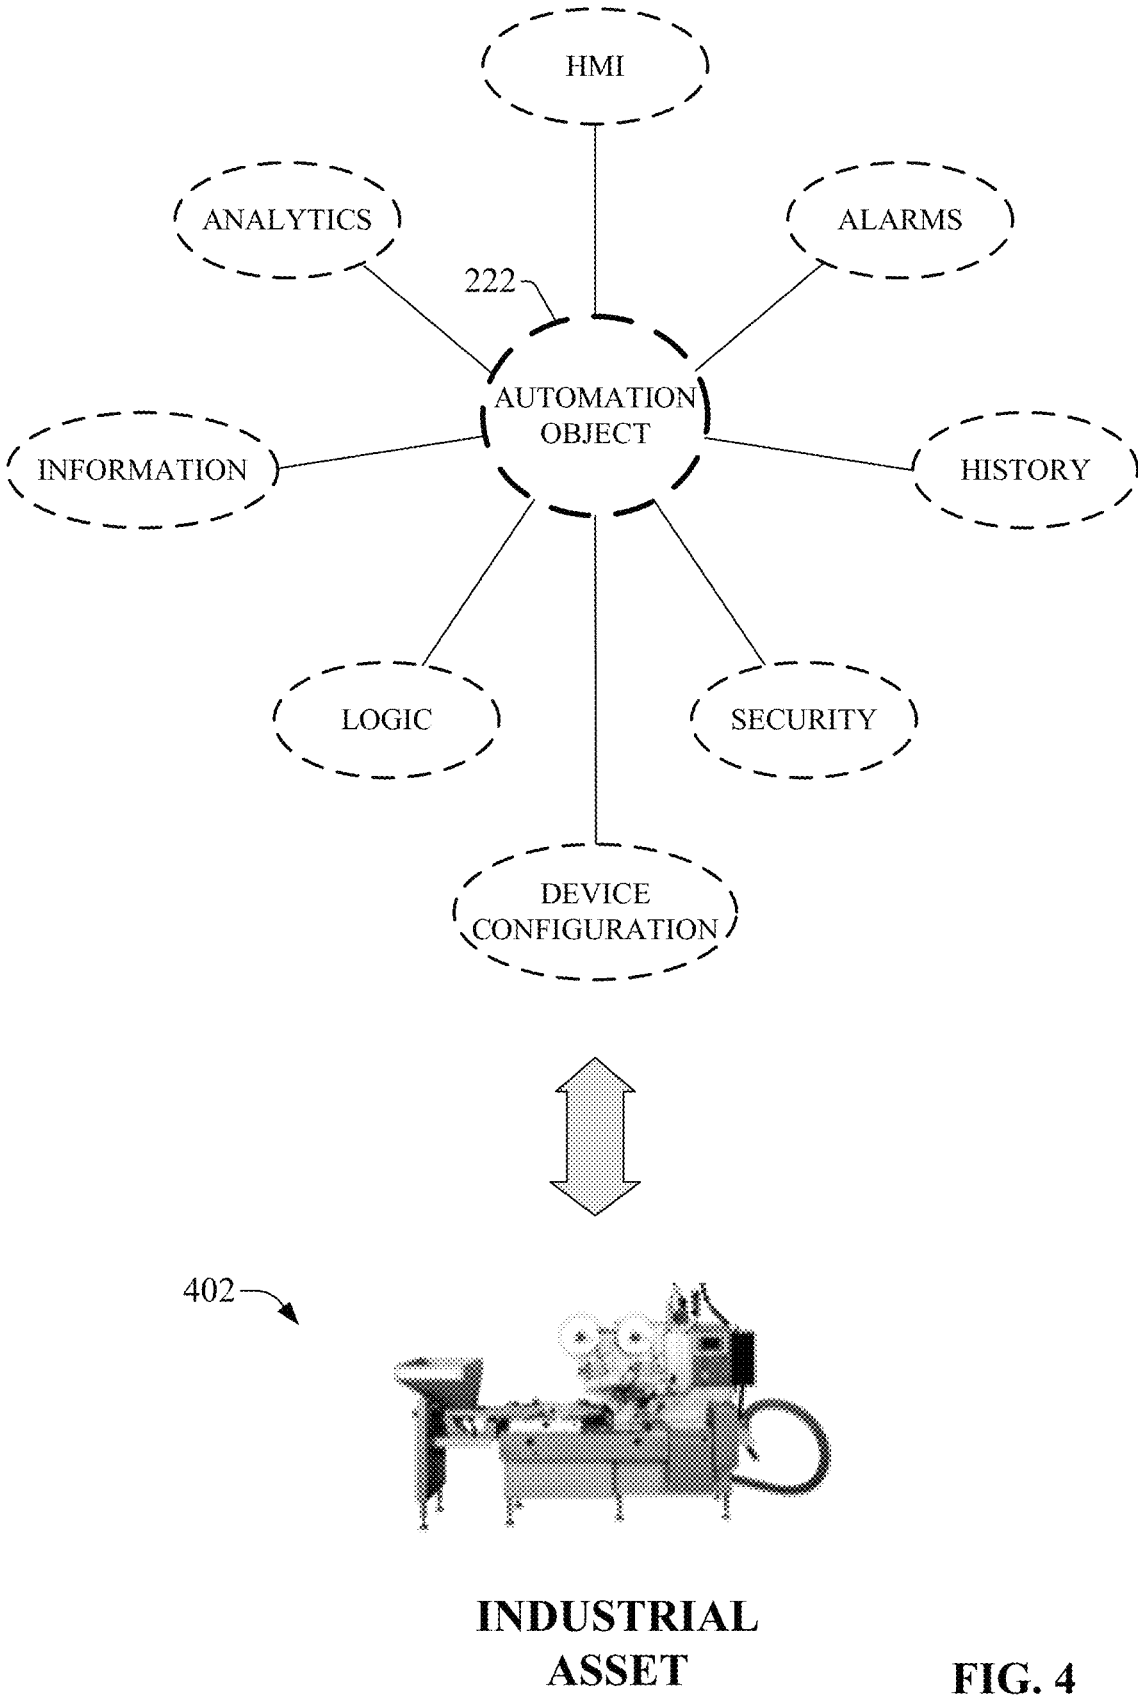 HMI
ANALYTICS
ALARMS
222
AUTOMATION
OBJECT
INFORMATION
HISTORY
LOGIC
SECURITY
DEVICE
CONFIGURATION
402
INDUSTRIAL
ASSET
FIG. 4